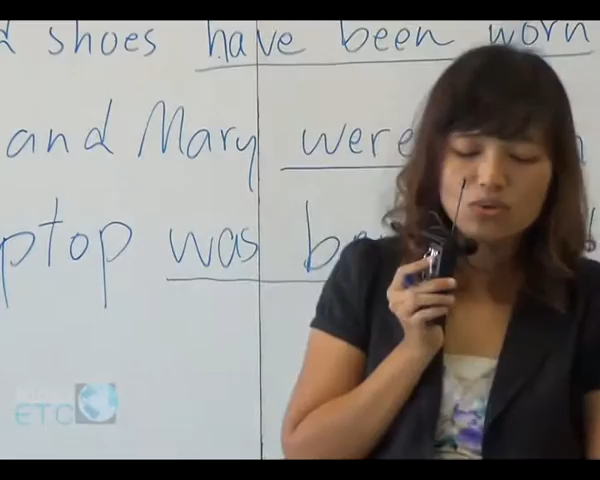 shoes have been worn
and Mary were
ptop was
ETC